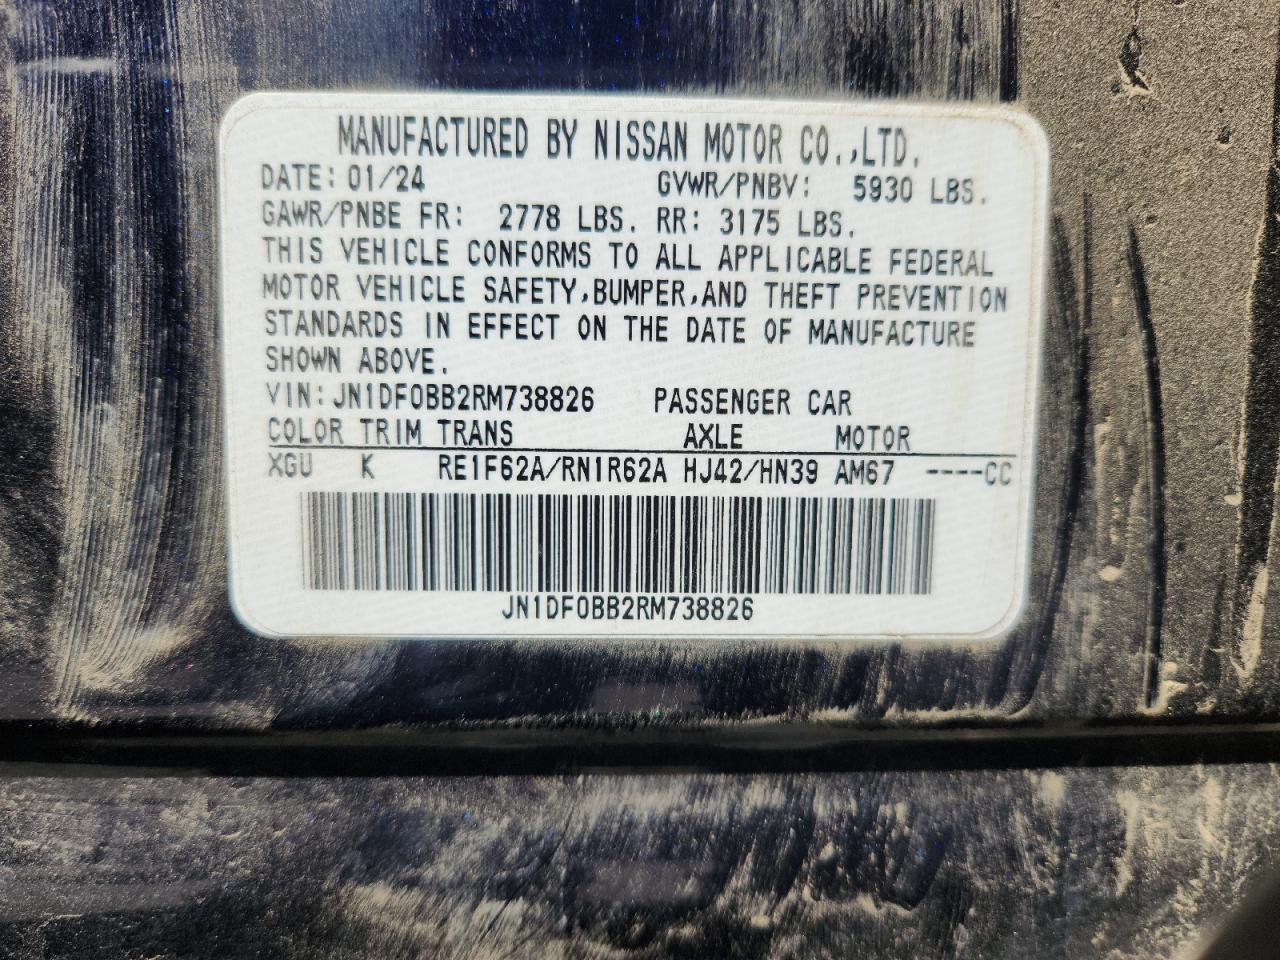 MANUFACTURED BY NISSAN MOTOR CO.,LTD.
DATE: 01/24 GVWR/PNBV: 5930 LBS.
GAWR/PNBE FR: 2778 LBS. RR: 3175 LBS.
THIS VEHICLE CONFORMS TO ALL APPLICABLE FEDERAL
MOTOR VEHICLE SAFETY,BUMPER,AND THEFT PREVENTION
STANDARDS IN EFFECT ON THE DATE OF MANUFACTURE
SHOWN ABOVE.
VIN: JN1DF0BB2RM738826 PASSENGER CAR
COLOR TRIM TRANS AXLE MOTOR
XGU K RE1F62A/RN1R62A HJ42/HN39 AM67 ----CC
JN1DF0BB2RM738826